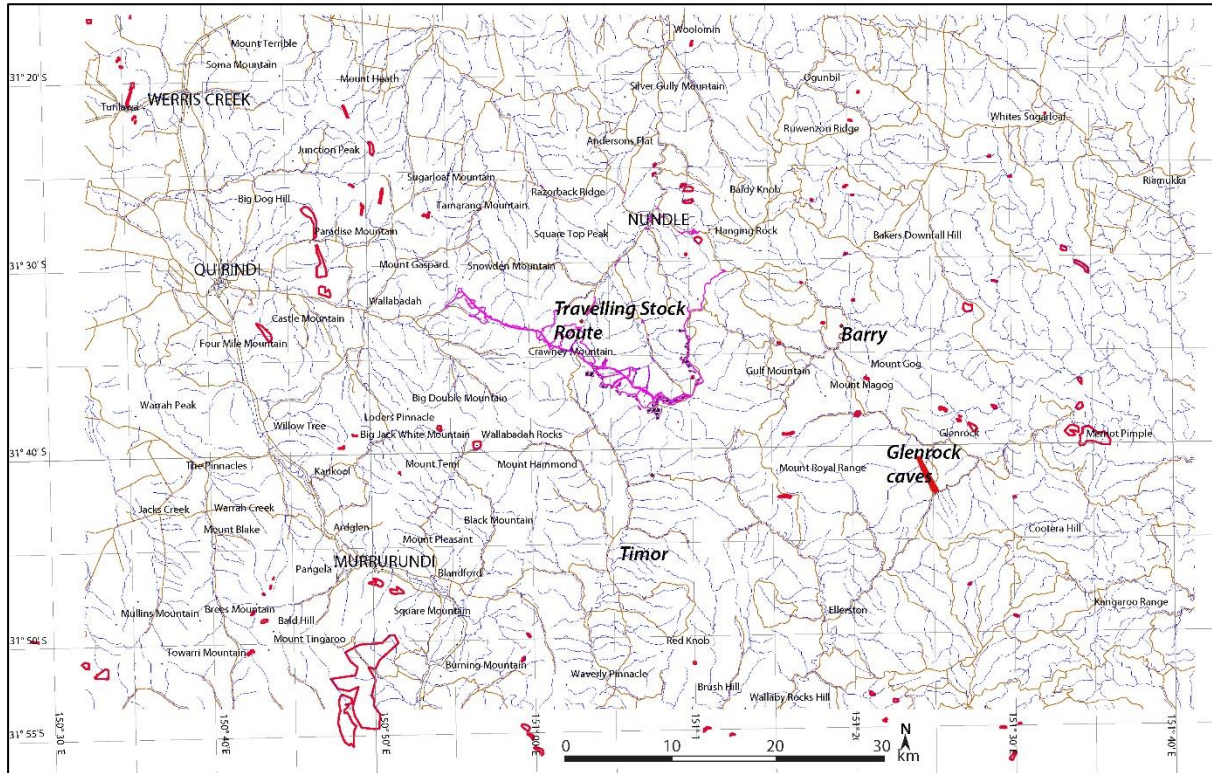 Woolomin
Mount Terrible
Soma Mountain
31°20'S
Mount Heath
Ogunbil
Silver Gully Mountain
WERRIS CREEK
Whites Sugarloaf
Ruwenzori Ridge
Andersons Flat
Junction Peak
Sugarloaf Mountain
Riamukka
Razorback Ridge
Baldy Knob
Big Dog Hill
Tamarang Mountain
NUNDLE
Paradise Mountain
Square Top Peak
Hanging Rock
Bakers Downfall Hill
31°30'S
QUIRINDI
Mount Gaspard
Snowden Mountain
Wallabadah
Travelling Stock
Route
Castle Mountain
Barry
Four Mile Mountain
Crawney Mountain
Mount Gog
Gulf Mountain
Mount Magog
Big Double Mountain
Warrah Peak
Loders Pinnacle
Willow Tree
Big Jack White Mountain
Wallabadah Rocks
Glenrock
Merriot Pimple
31°40'S
The Pinnacles
Kankool
Mount Temi
Mount Hammond
Mount Royal Range
Glenrock
caves
Jacks Creek
Warrah Creek
Mount Blake
Ardglen
Black Mountain
Cootera Hill
Mount Pleasant
Timor
MURRURUNDI
Pangela
Blandford
Kangaroo Range
Mullins Mountain
Brees Mountain
Square Mountain
Ellerston
Bald Hill
31°50'S
Mount Tingaroo
Red Knob
Towarri Mountain
Burning Mountain
Waverly Pinnacle
Brush Hill
Wallaby Rocks Hill
31°55'S
150°30'E
150°50'E
151°30'E
151°40'E
N
0
10
20
30
km